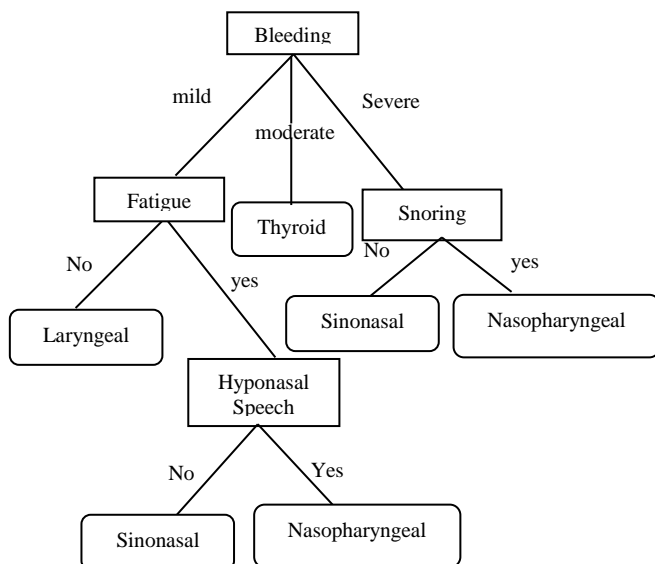 Bleeding
mild
Severe
moderate
Fatigue
Thyroid
Snoring
No
yes
No
yes
Laryngeal
Sinonasal
Nasopharyngeal
Hyponasal
Speech
No
Yes
Sinonasal
Nasopharyngeal